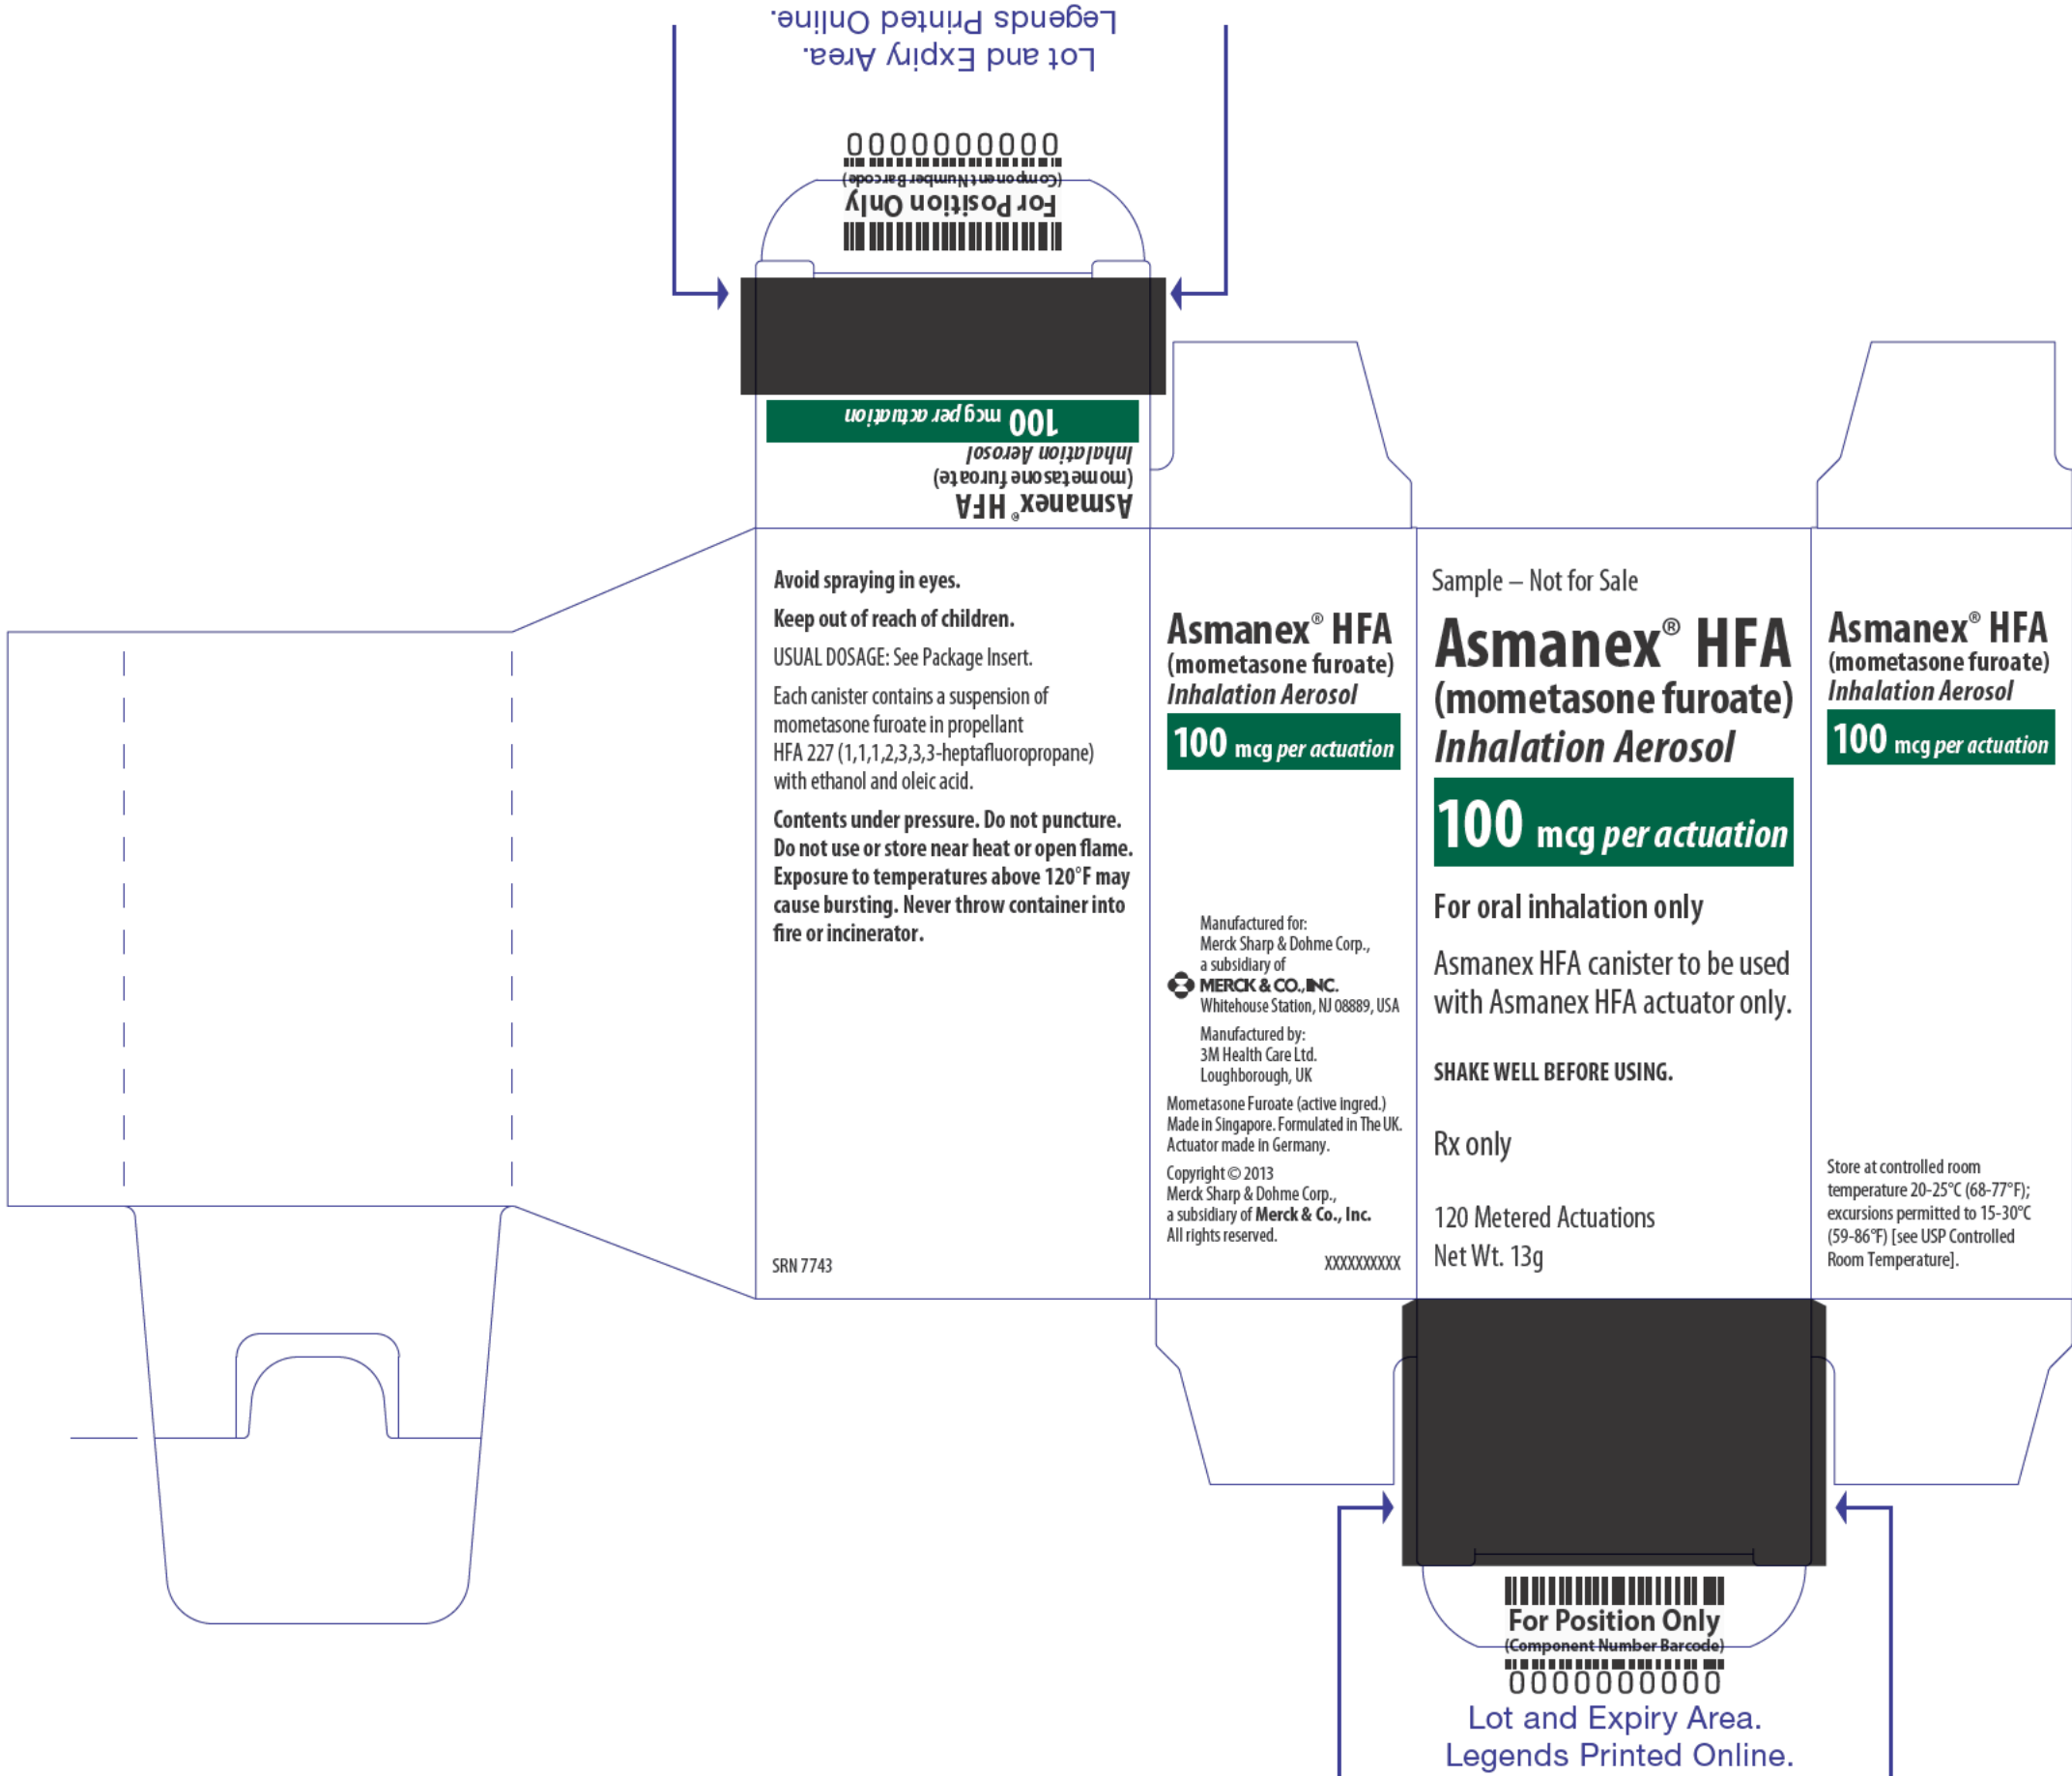 Lot and Expiry Area.
Legends Printed Online.
0000000000
(Component Number Barcode)
For Position Only
Asmanex® HFA
(mometasone furoate)
Inhalation Aerosol
100 mcg per actuation
Avoid spraying in eyes.
Keep out of reach of children.
USUAL DOSAGE: See Package Insert.
Each canister contains a suspension of
mometasone furoate in propellant
HFA 227 (1,1,1,2,3,3,3-heptafluoropropane)
with ethanol and oleic acid.
Contents under pressure. Do not puncture.
Do not use or store near heat or open flame.
Exposure to temperatures above 120°F may
cause bursting. Never throw container into
fire or incinerator.
SRN 7743
Asmanex® HFA
(mometasone furoate)
Inhalation Aerosol
100 mcg per actuation
Manufactured for:
Merck Sharp & Dohme Corp.,
a subsidiary of
MERCK & CO., INC.
Whitehouse Station, NJ 08889, USA
Manufactured by:
3M Health Care Ltd.
Loughborough, UK
Mometasone Furoate (active ingred.)
Made in Singapore. Formulated in The UK.
Actuator made in Germany.
Copyright © 2013
Merck Sharp & Dohme Corp.,
a subsidiary of Merck & Co., Inc.
All rights reserved.
XXXXXXXXXX
Sample – Not for Sale
Asmanex® HFA
(mometasone furoate)
Inhalation Aerosol
100 mcg per actuation
For oral inhalation only
Asmanex HFA canister to be used
with Asmanex HFA actuator only.
SHAKE WELL BEFORE USING.
Rx only
120 Metered Actuations
Net Wt. 13g
Asmanex® HFA
(mometasone furoate)
Inhalation Aerosol
100 mcg per actuation
Store at controlled room
temperature 20-25°C (68-77°F);
excursions permitted to 15-30°C
(59-86°F) [see USP Controlled
Room Temperature].
For Position Only
(Component Number Barcode)
0000000000
Lot and Expiry Area.
Legends Printed Online.